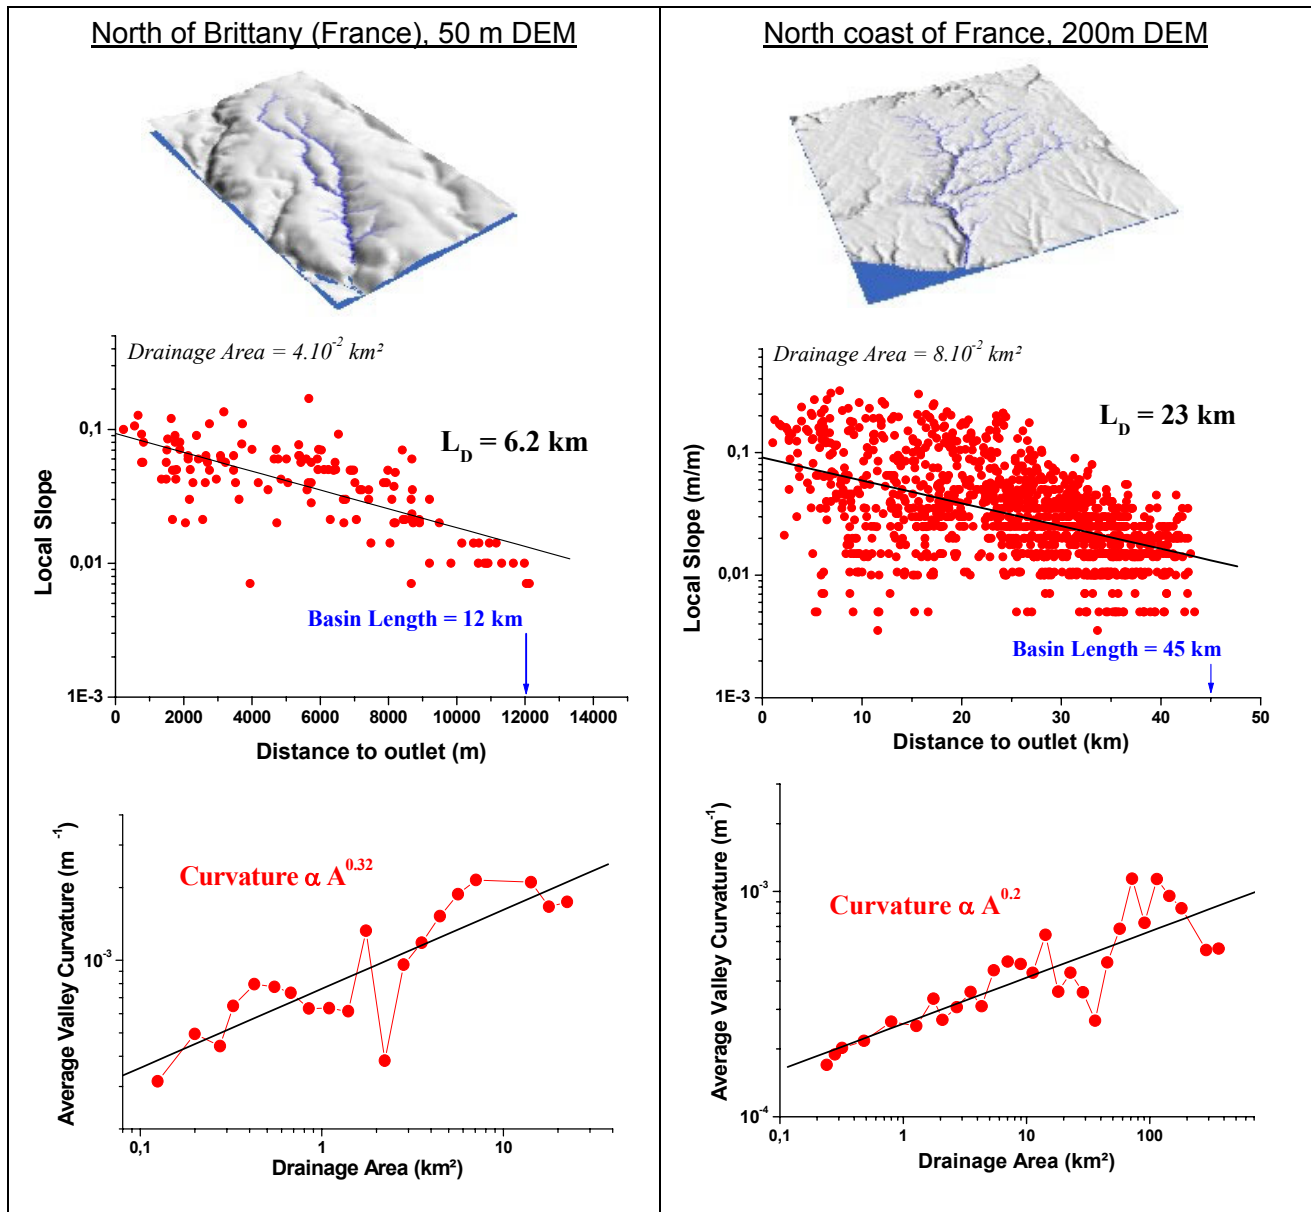 North of Brittany (France), 50 m DEM
Drainage Area = 4.10⁻² km²
L_D = 6.2 km
Local Slope
0,1
0,01
1E-3
Basin Length = 12 km
0 2000 4000 6000 8000 10000 12000 14000
Distance to outlet (m)
Average Valley Curvature (m⁻¹)
Curvature α A^0.32
10⁻³
0,1 1 10
Drainage Area (km²)
North coast of France, 200m DEM
Drainage Area = 8.10⁻² km²
L_D = 23 km
Local Slope (m/m)
0,1
0,01
1E-3
Basin Length = 45 km
0 10 20 30 40 50
Distance to outlet (km)
Average Valley Curvature (m⁻¹)
Curvature α A^0.2
10⁻³
10⁻⁴
0,1 1 10 100
Drainage Area (km²)